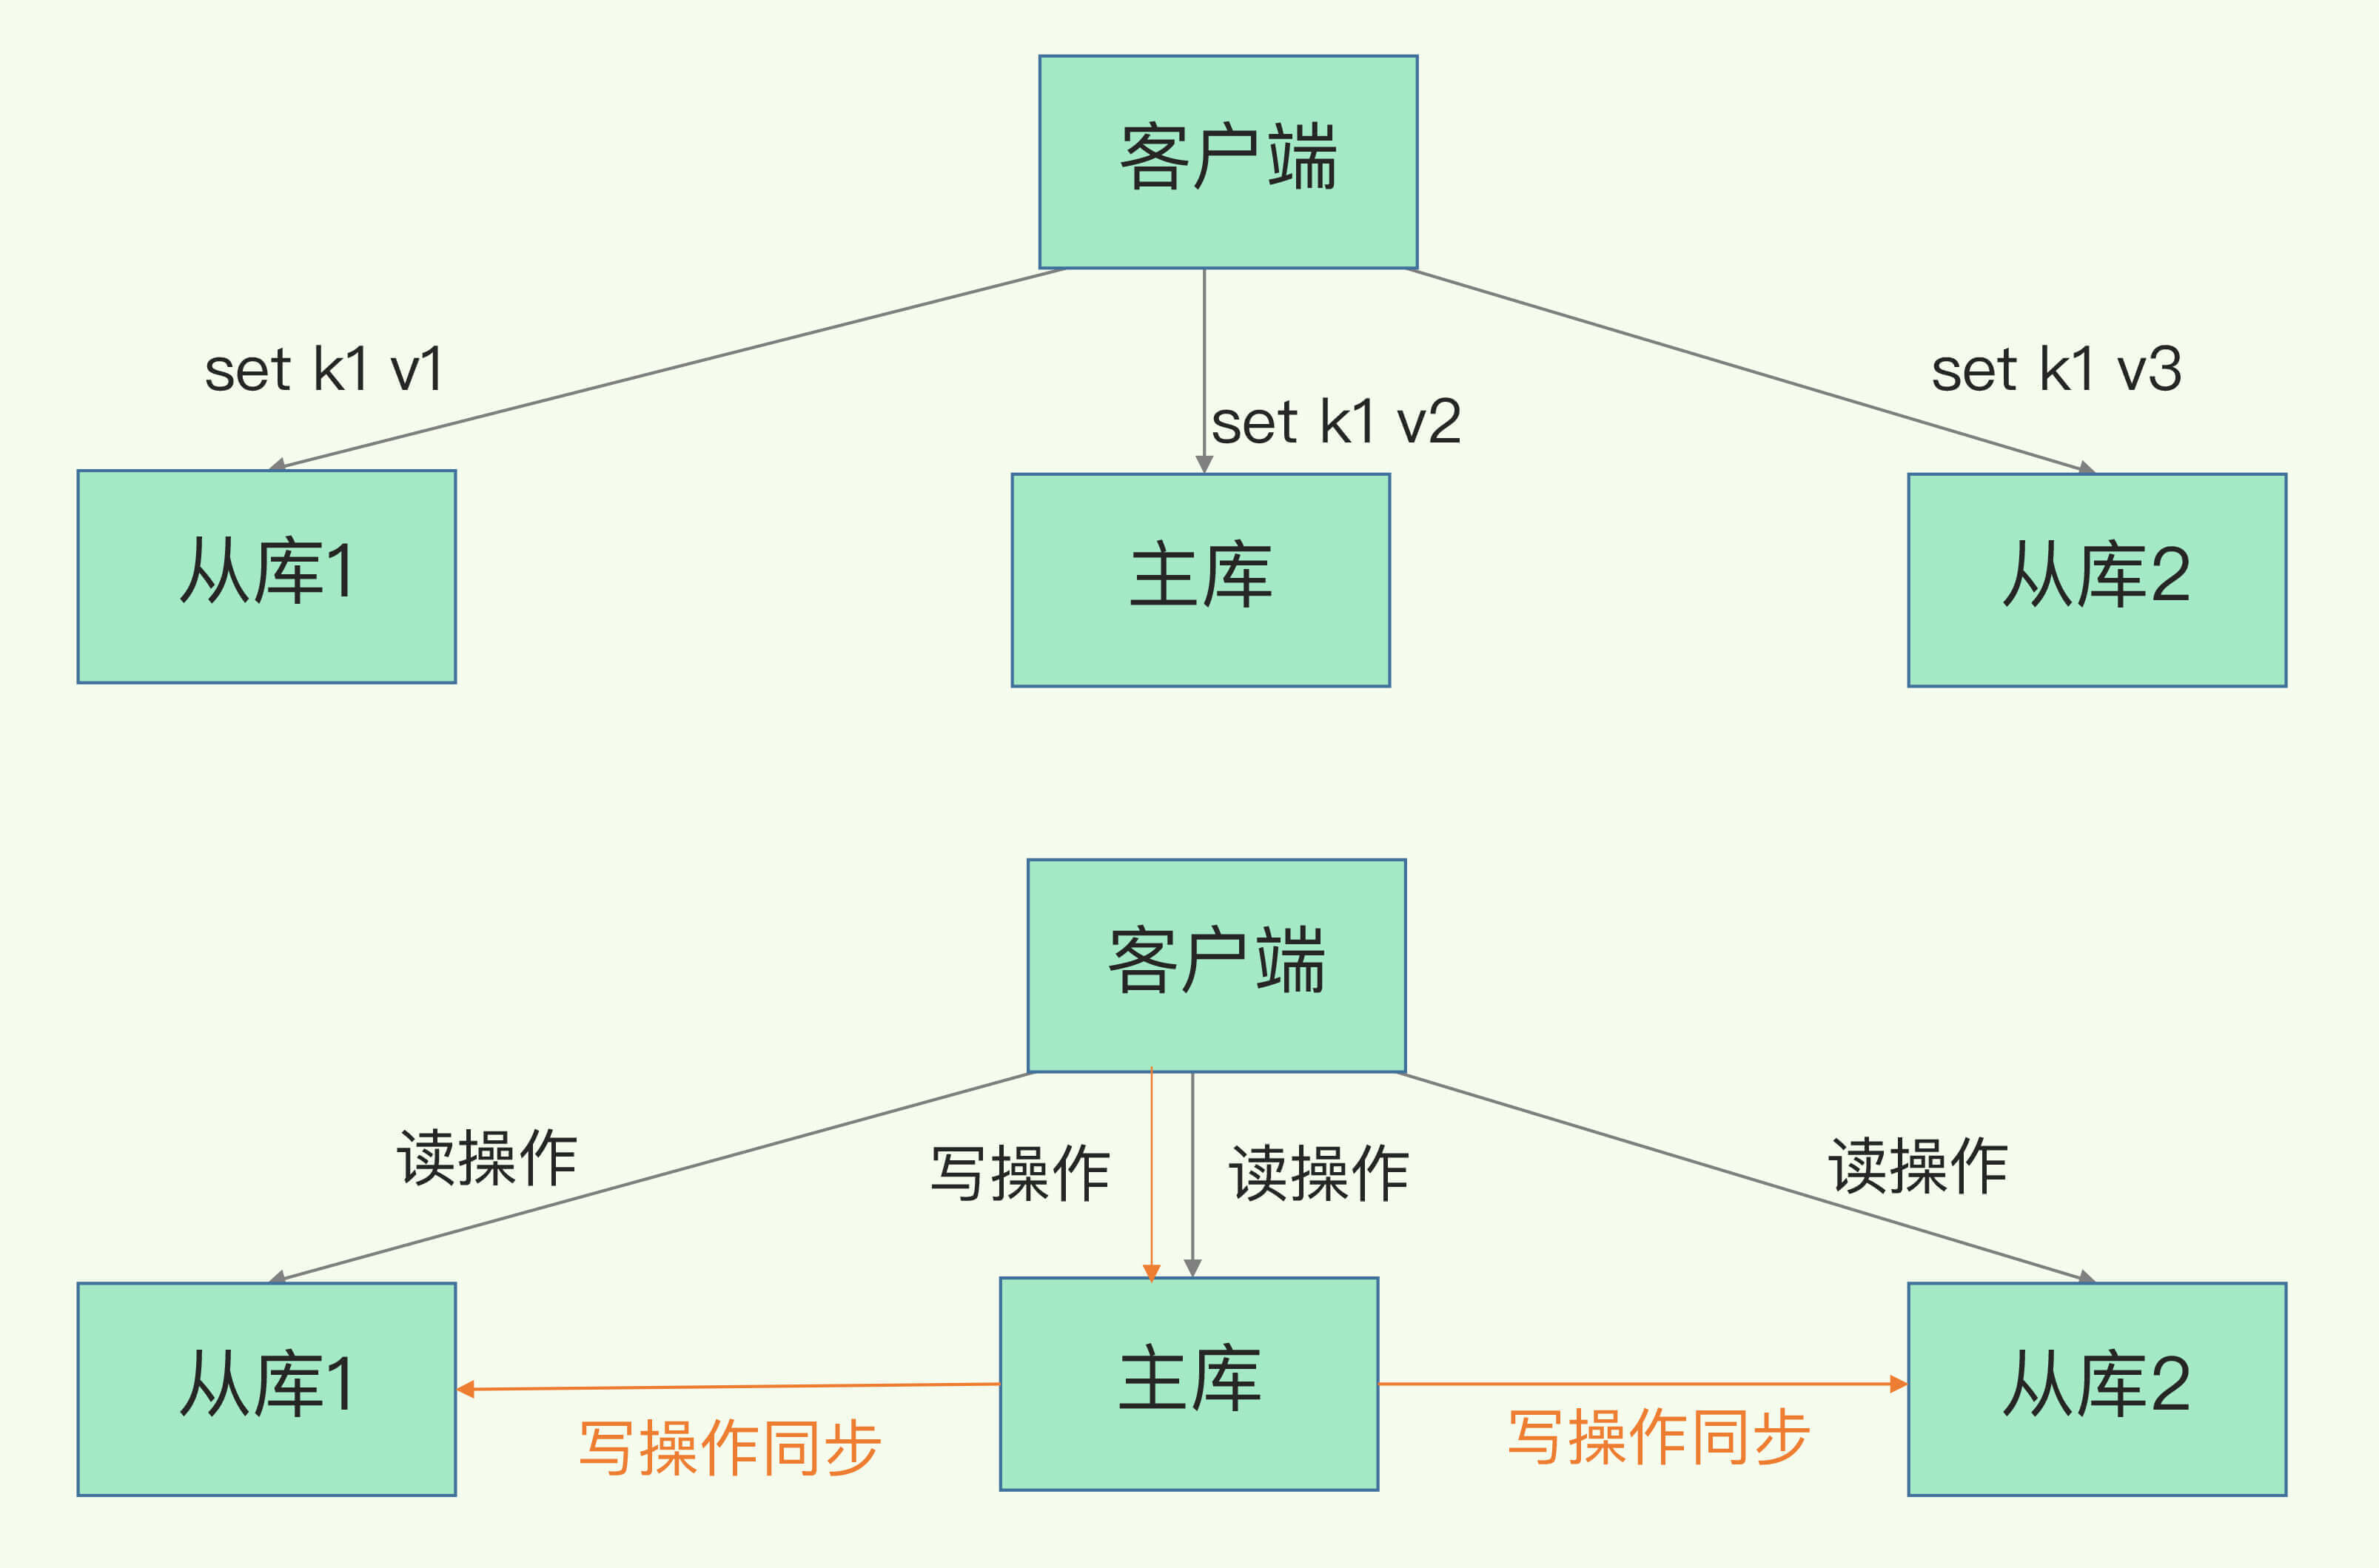 客户端
set k1 v1
set k1 v3
set k1 v2
从库1
主库
从库2
客户端
读操作
写操作
读操作
读操作
从库1
主库
从库2
写操作同步
写操作同步